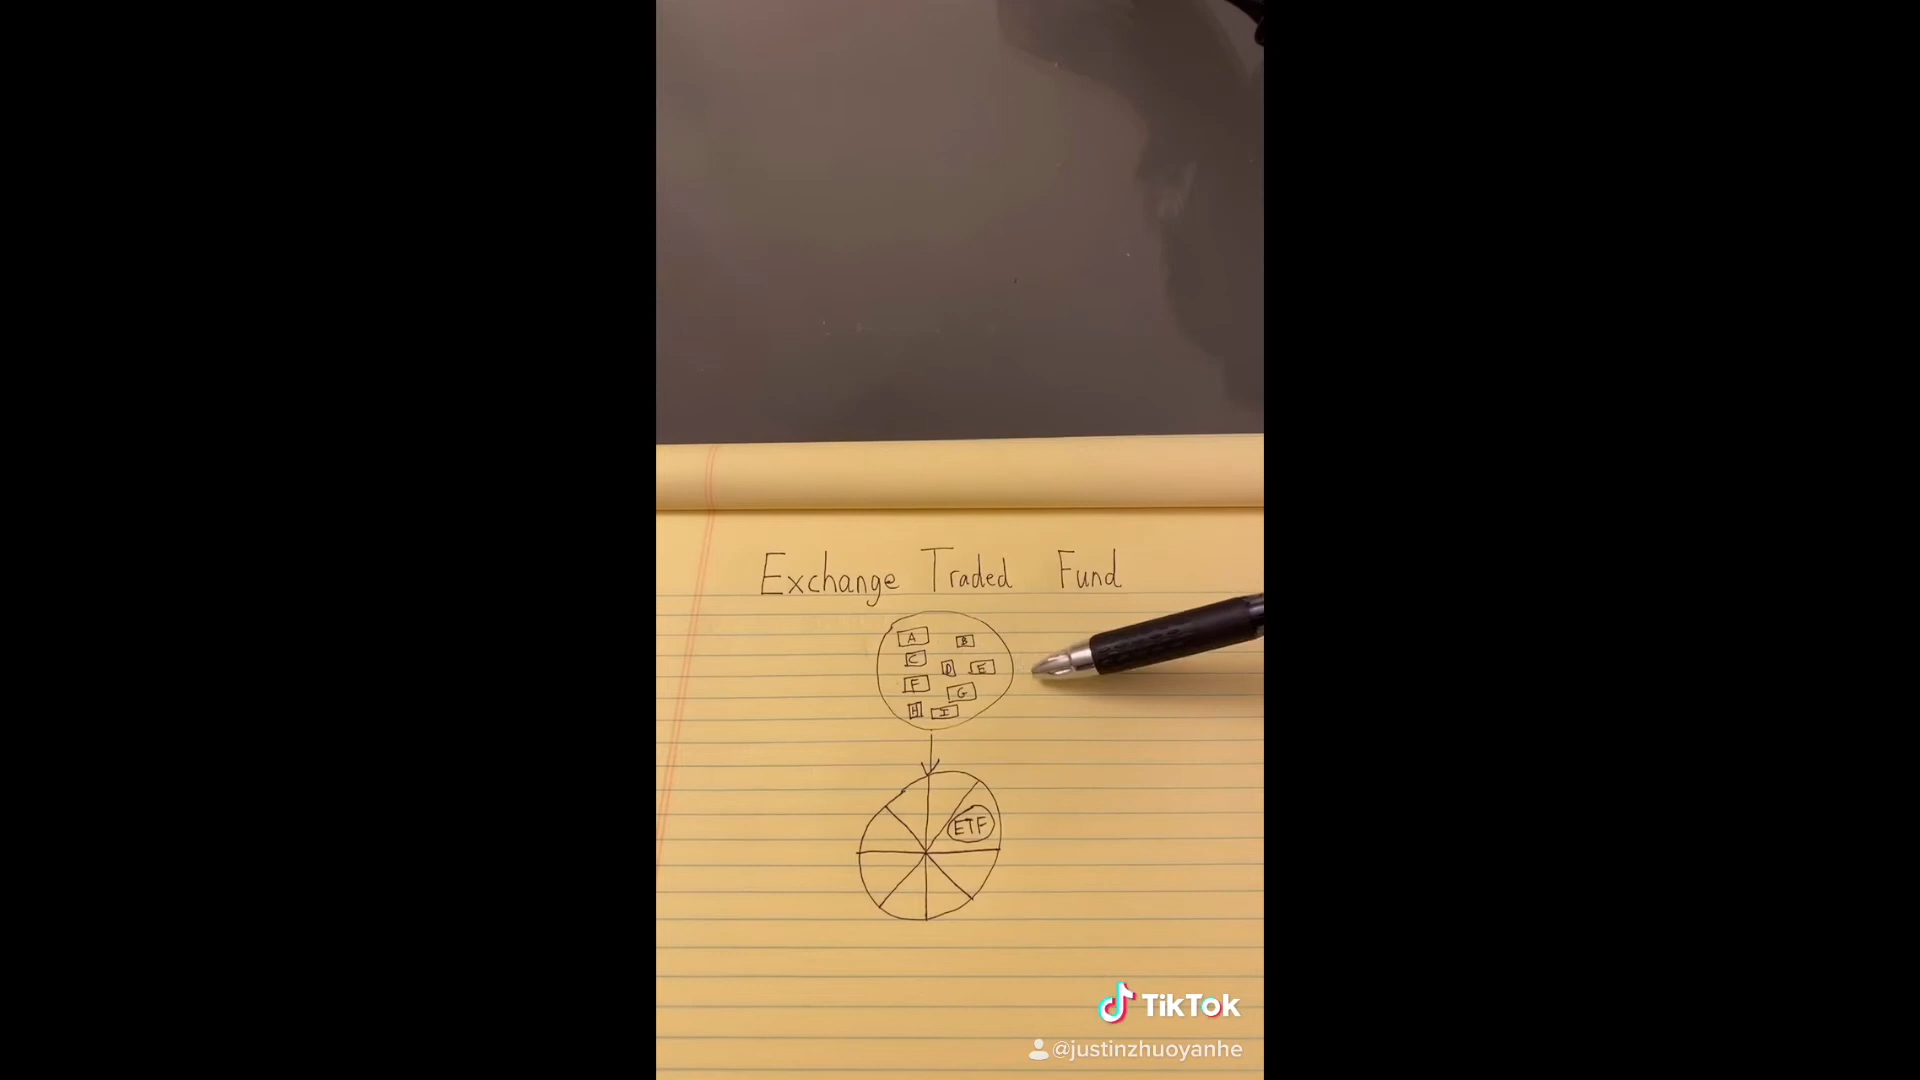 Exchange Traded Fund
A B
C D E
F G
H I
ETF
TikTok
@justinzhuoyanhe